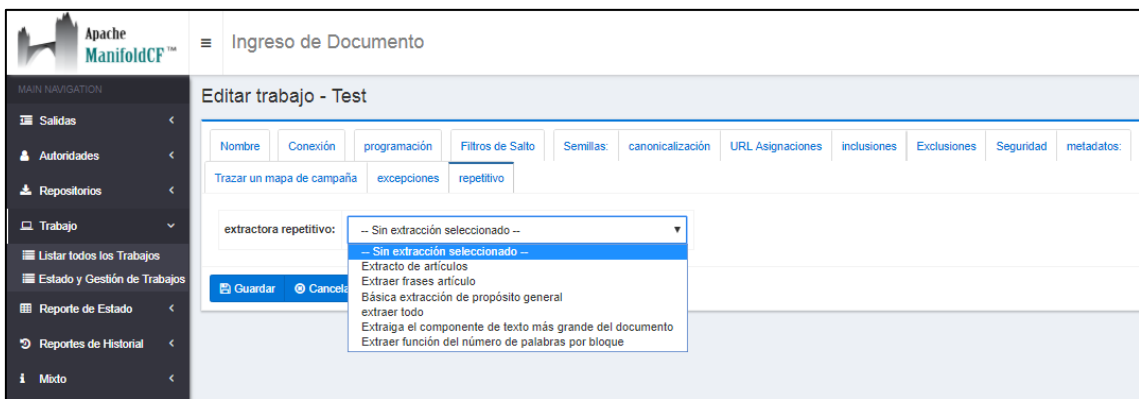 Apache
ManifoldCF™
Ingreso de Documento
MAIN NAVIGATION
Salidas
Autoridades
Repositorios
Trabajo
Listar todos los Trabajos
Estado y Gestión de Trabajos
Reporte de Estado
Reportes de Historial
Mixto
Editar trabajo - Test
Nombre Conexión programación Filtros de Salto Semillas: canonicalización URL Asignaciones inclusiones Exclusiones Seguridad metadatos:
Trazar un mapa de campaña excepciones repetitivo
extractora repetitivo: -- Sin extracción seleccionado --
-- Sin extracción seleccionado --
Extracto de artículos
Extraer frases artículo
Básica extracción de propósito general
extraer todo
Extraiga el componente de texto más grande del documento
Extraer función del número de palabras por bloque
Guardar Cancela